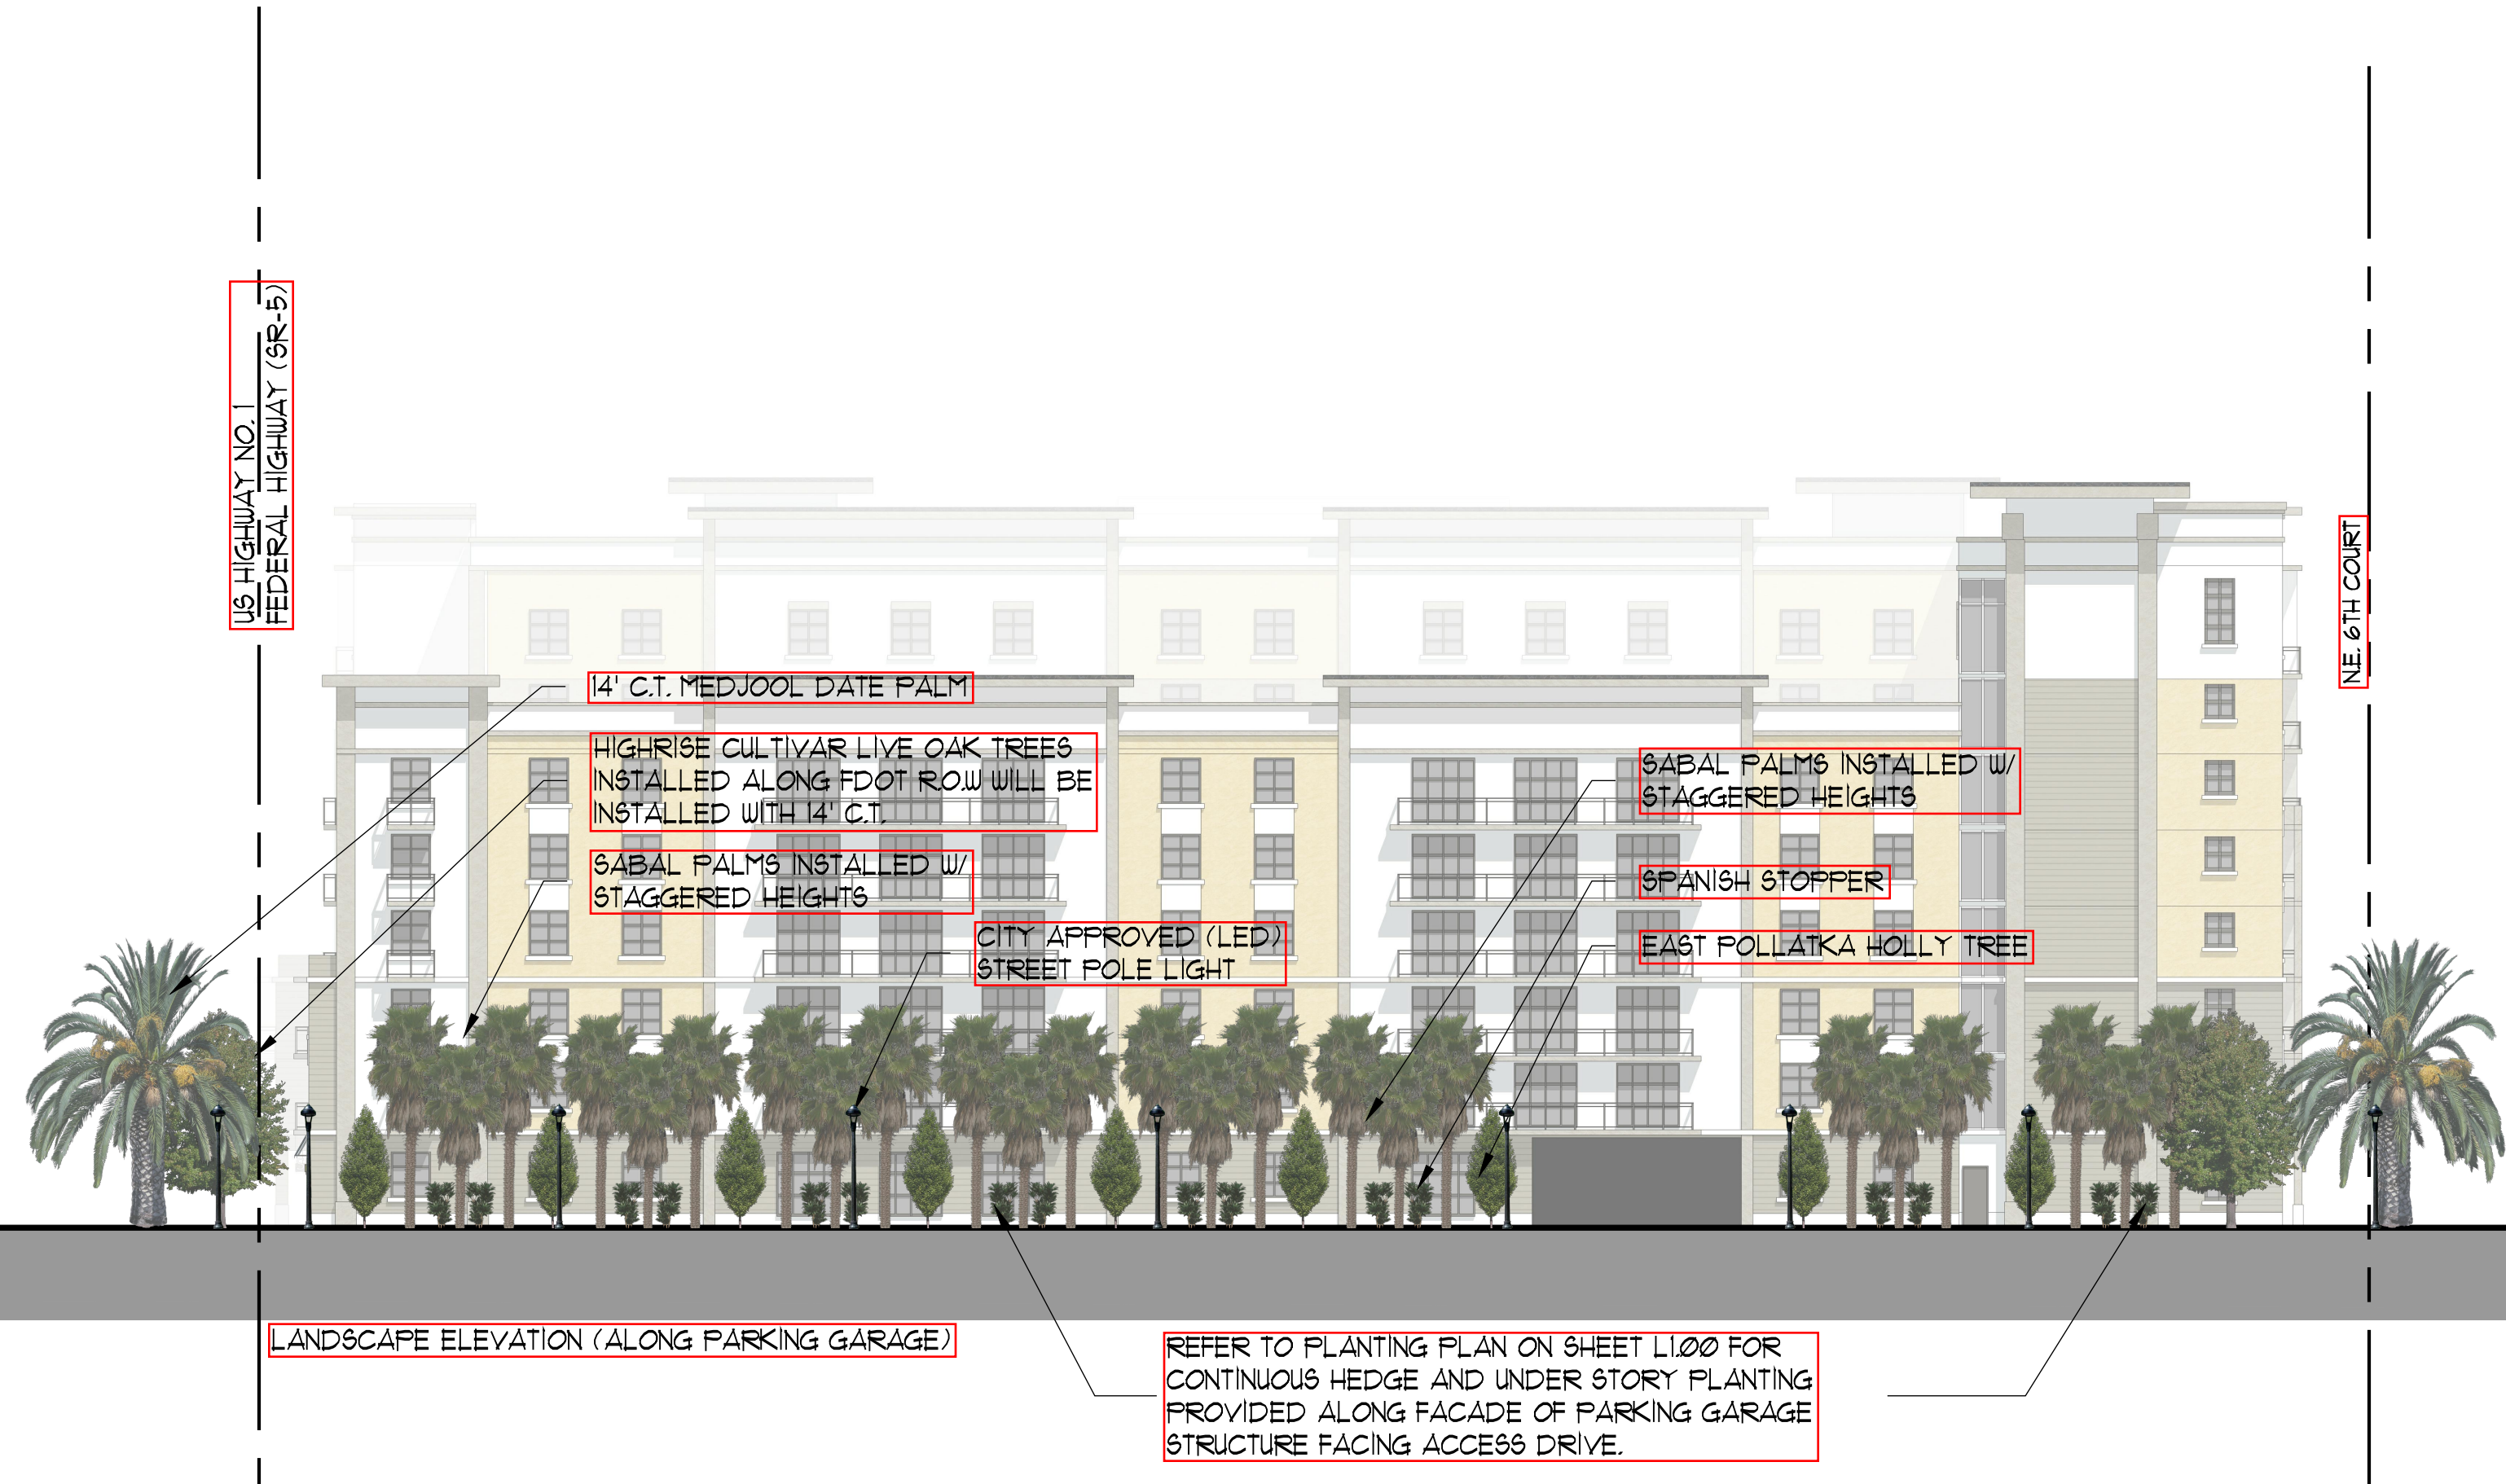 US HIGHWAY NO. 1
FEDERAL HIGHWAY (SR-5)
N.E. 6TH COURT
14' C.T. MEDJOOL DATE PALM
HIGHRISE CULTIVAR LIVE OAK TREES
INSTALLED ALONG FDOT R.O.W WILL BE
INSTALLED WITH 14' C.T.
SABAL PALMS INSTALLED W/
STAGGERED HEIGHTS
CITY APPROVED (LED)
STREET POLE LIGHT
SABAL PALMS INSTALLED W/
STAGGERED HEIGHTS
SPANISH STOPPER
EAST POLLATKA HOLLY TREE
LANDSCAPE ELEVATION (ALONG PARKING GARAGE)
REFER TO PLANTING PLAN ON SHEET L1.00 FOR
CONTINUOUS HEDGE AND UNDER STORY PLANTING
PROVIDED ALONG FACADE OF PARKING GARAGE
STRUCTURE FACING ACCESS DRIVE.